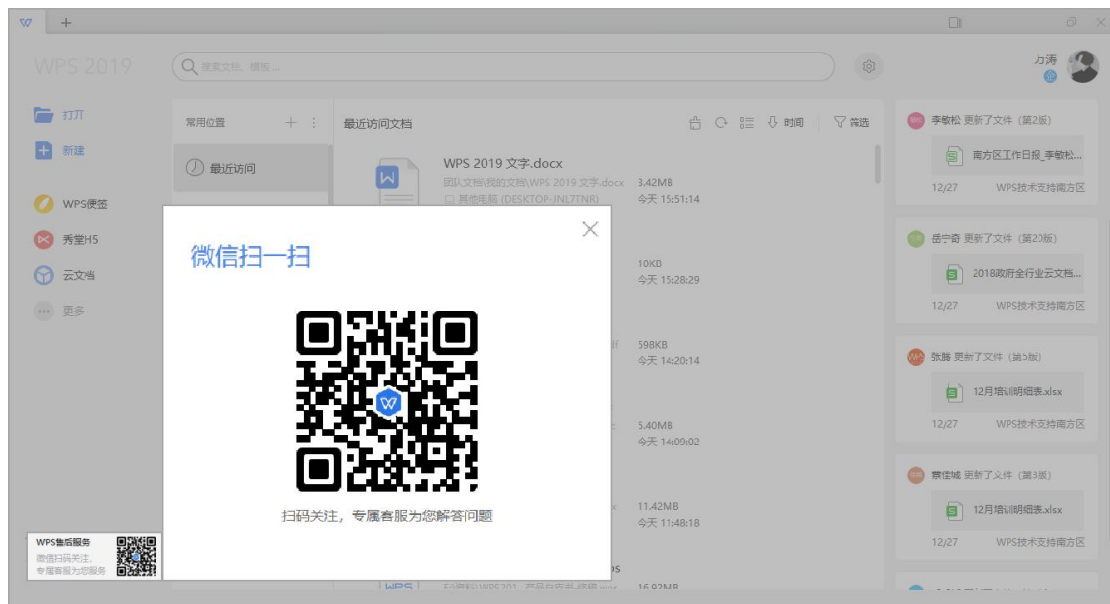 WPS 2019
搜索文档、模板 ...
力涛
企
打开
新建
WPS便签
秀堂H5
云文档
更多
常用位置
最近访问
最近访问文档
时间
筛选
WPS 2019 文字.docx
团队文档\我的文档\WPS 2019 文字.docx
其他电脑 (DESKTOP-JNL7TNR)
3.42MB
今天 15:51:14
10KB
今天 15:28:29
598KB
今天 14:20:14
5.40MB
今天 14:09:02
11.42MB
今天 11:48:18
16.92MB
微信扫一扫
扫码关注，专属客服为您解答问题
WPS售后服务
微信扫码关注，
专属客服为您服务
李敏松 更新了文件 (第2版)
南方区工作日报_李敏松...
12/27 WPS技术支持南方区
岳宁奇 更新了文件 (第20版)
2018政府全行业云文档...
12/27 WPS技术支持南方区
张胳 更新了文件 (第5版)
12月培训明细表.xlsx
12/27 WPS技术支持南方区
蔡佳城 更新了文件 (第3版)
12月培训明细表.xlsx
12/27 WPS技术支持南方区